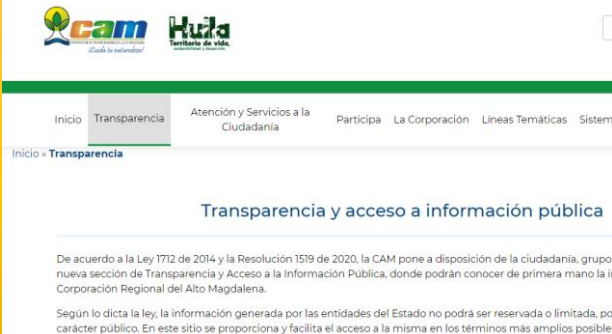 cam
¡Cuida tu naturaleza!
Huila
Territorio de vida,
sostenibilidad y desarrollo
Inicio Transparencia Atención y Servicios a la Ciudadanía Participa La Corporación Líneas Temáticas Sistem
Inicio » Transparencia
Transparencia y acceso a información pública
De acuerdo a la Ley 1712 de 2014 y la Resolución 1519 de 2020, la CAM pone a disposición de la ciudadanía, grupo
nueva sección de Transparencia y Acceso a la Información Pública, donde podrán conocer de primera mano la i
Corporación Regional del Alto Magdalena.
Según lo dicta la ley, la información generada por las entidades del Estado no podrá ser reservada o limitada, po
carácter público. En este sitio se proporciona y facilita el acceso a la misma en los términos más amplios posible